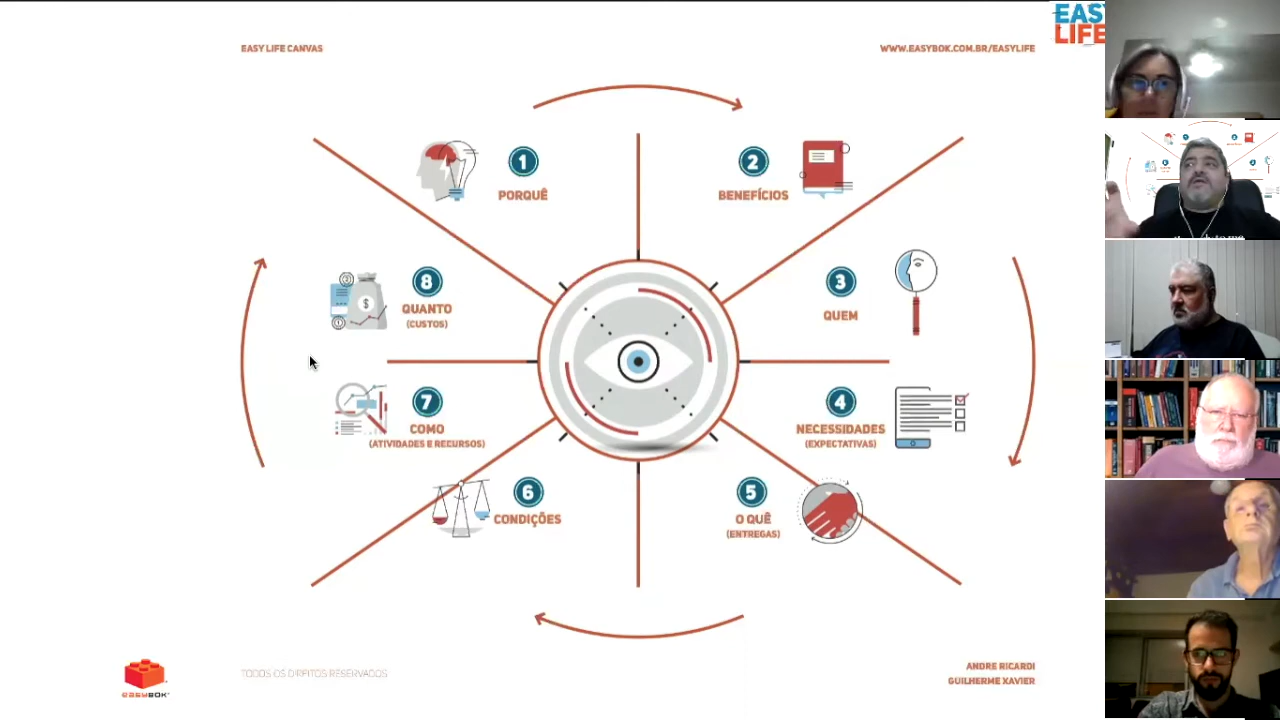 EASY LIFE CANVAS
WWW.EASYBOK.COM.BR/EASYLIFE
EAS
LIFE
1
PORQUÊ
2
BENEFÍCIOS
3
QUEM
4
NECESSIDADES
(EXPECTATIVAS)
5
O QUÊ
(ENTREGAS)
6
CONDIÇÕES
7
COMO
(ATIVIDADES E RECURSOS)
8
QUANTO
(CUSTOS)
$
EASYBOK
TODOS OS DIREITOS RESERVADOS
ANDRE RICARDI
GUILHERME XAVIER